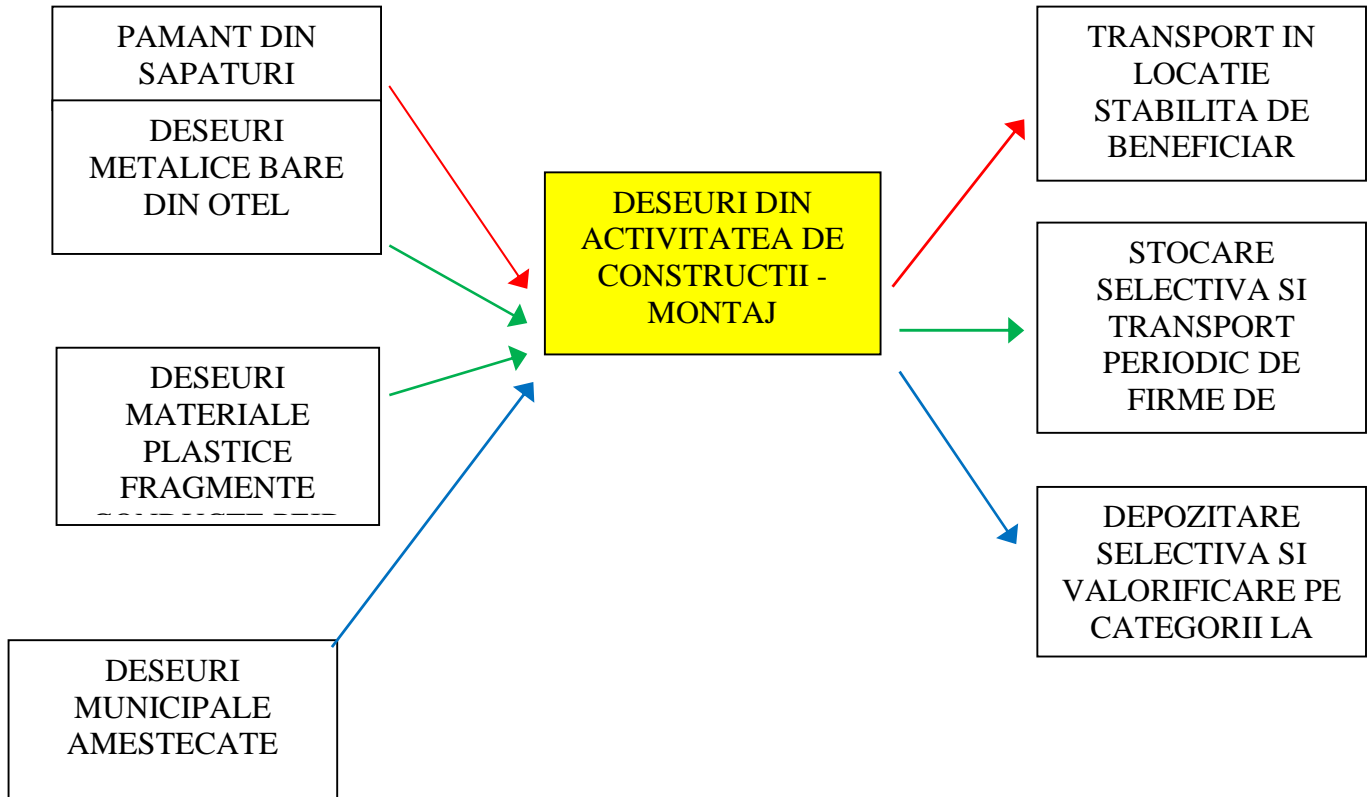 PAMANT DIN
SAPATURI
DESEURI
METALICE BARE
DIN OTEL
DESEURI
MATERIALE
PLASTICE
FRAGMENTE
DESEURI
MUNICIPALE
AMESTECATE
DESEURI DIN
ACTIVITATEA DE
CONSTRUCTII -
MONTAJ
TRANSPORT IN
LOCATIE
STABILITA DE
BENEFICIAR
STOCARE
SELECTIVA SI
TRANSPORT
PERIODIC DE
FIRME DE
DEPOZITARE
SELECTIVA SI
VALORIFICARE PE
CATEGORII LA